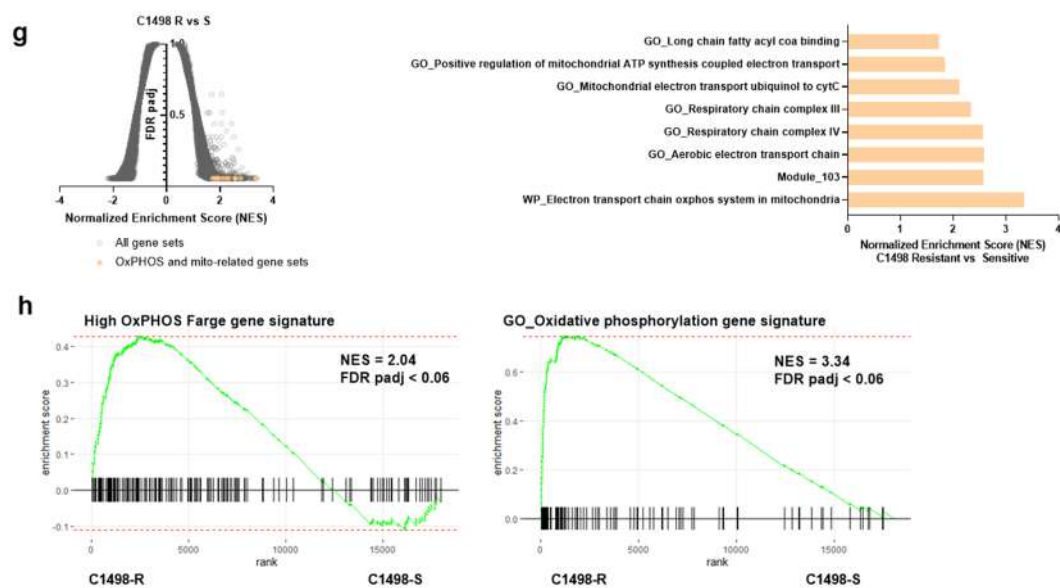 g
C1498 R vs S
1.0
0.5
FDR padj
-4 -2 0 2 4
Normalized Enrichment Score (NES)
All gene sets
OxPHOS and mito-related gene sets
GO_Long chain fatty acyl coa binding
GO_Positive regulation of mitochondrial ATP synthesis coupled electron transport
GO_Mitochondrial electron transport ubiquinol to cytC
GO_Respiratory chain complex III
GO_Respiratory chain complex IV
GO_Aerobic electron transport chain
Module_103
WP_Electron transport chain oxphos system in mitochondria
0 1 2 3 4
Normalized Enrichment Score (NES)
C1498 Resistant vs Sensitive
h
High OxPHOS Farge gene signature
NES = 2.04
FDR padj < 0.06
enrichment score
0.4
0.3
0.2
0.1
0.0
-0.1
0 5000 10000 15000
rank
C1498-R C1498-S
GO_Oxidative phosphorylation gene signature
NES = 3.34
FDR padj < 0.06
enrichment score
0.6
0.4
0.2
0.0
0 5000 10000 15000
rank
C1498-R C1498-S